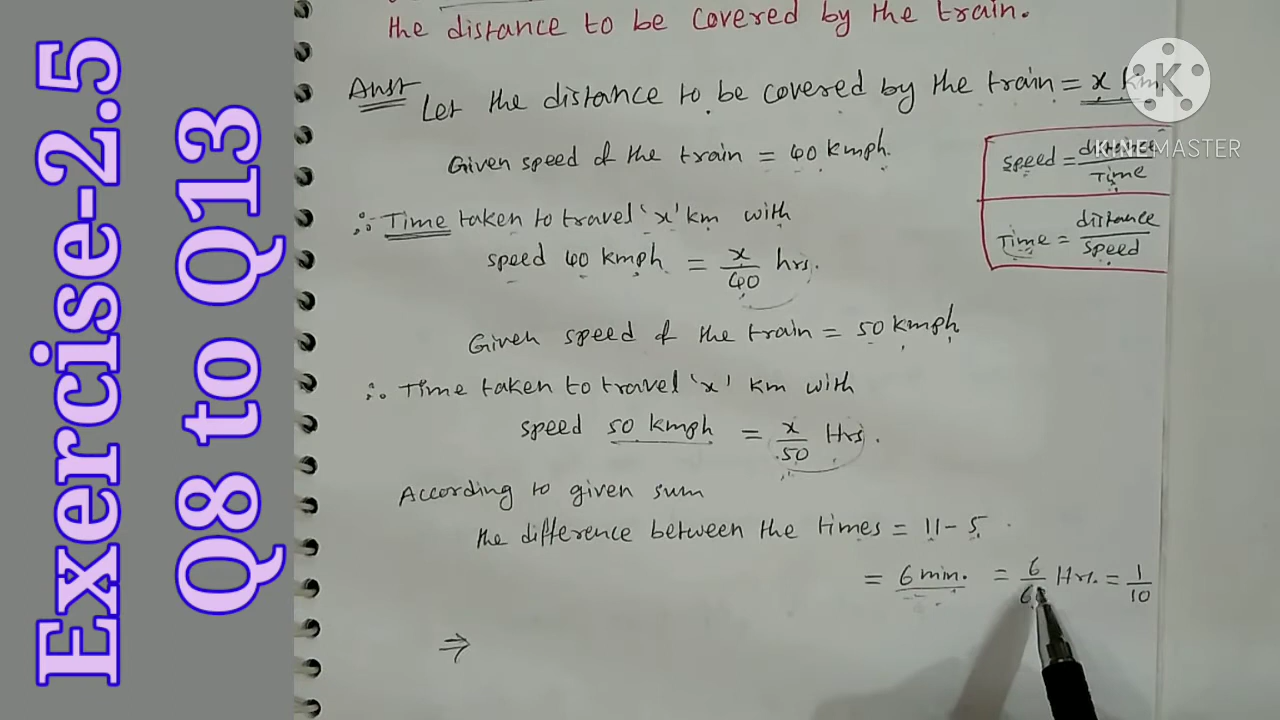 Exercise-2.5
Q8 to Q13
the distance to be covered by the train.
Ans:
Let the distance to be covered by the train = x km
KINEMASTER
Given speed of the train = 40 kmph.
speed = distance / Time
∴ Time taken to travel 'x' km with
speed 40 kmph = x/40 hrs.
Time = distance / speed
Given speed of the train = 50 kmph.
∴ Time taken to travel 'x' km with
speed 50 kmph = x/50 Hrs.
According to given sum
the difference between the times = 11 - 5
= 6 min. = 6/60 Hrs. = 1/10
⇒